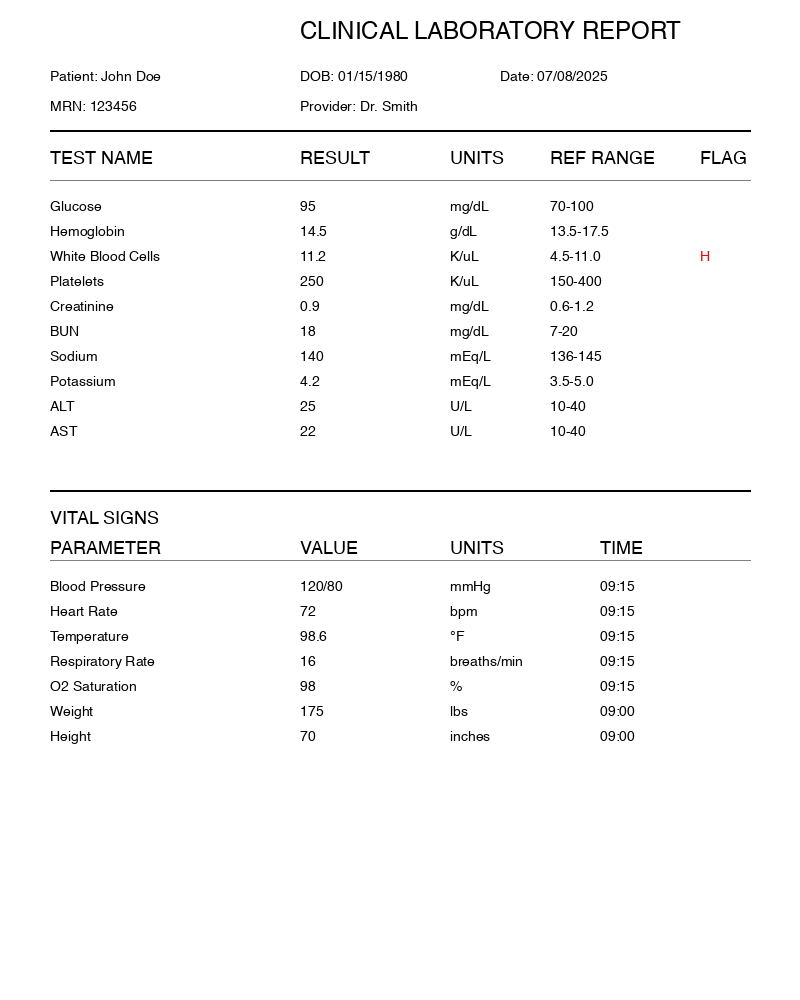 CLINICAL LABORATORY REPORT
Patient: John Doe DOB: 01/15/1980 Date: 07/08/2025
MRN: 123456 Provider: Dr. Smith
TEST NAME RESULT UNITS REF RANGE FLAG
Glucose 95 mg/dL 70-100
Hemoglobin 14.5 g/dL 13.5-17.5
White Blood Cells 11.2 K/uL 4.5-11.0 H
Platelets 250 K/uL 150-400
Creatinine 0.9 mg/dL 0.6-1.2
BUN 18 mg/dL 7-20
Sodium 140 mEq/L 136-145
Potassium 4.2 mEq/L 3.5-5.0
ALT 25 U/L 10-40
AST 22 U/L 10-40
VITAL SIGNS
PARAMETER VALUE UNITS TIME
Blood Pressure 120/80 mmHg 09:15
Heart Rate 72 bpm 09:15
Temperature 98.6 °F 09:15
Respiratory Rate 16 breaths/min 09:15
O2 Saturation 98 % 09:15
Weight 175 lbs 09:00
Height 70 inches 09:00